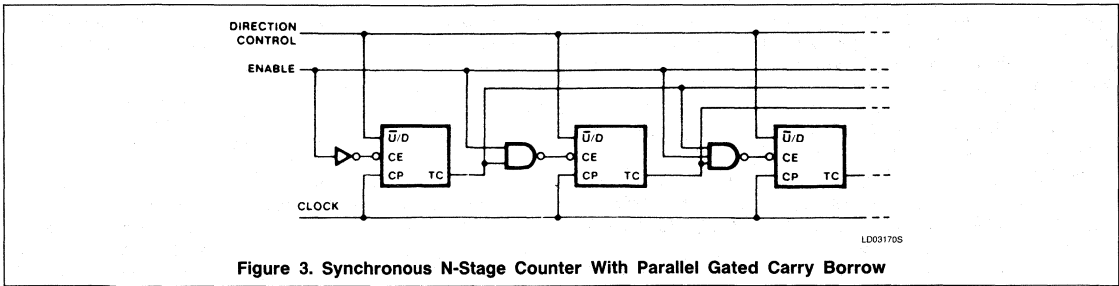 DIRECTION
CONTROL
ENABLE
U̅/D
CE
CP TC
U̅/D
CE
CP TC
U̅/D
CE
CP TC
CLOCK
LD03170S
Figure 3. Synchronous N-Stage Counter With Parallel Gated Carry Borrow